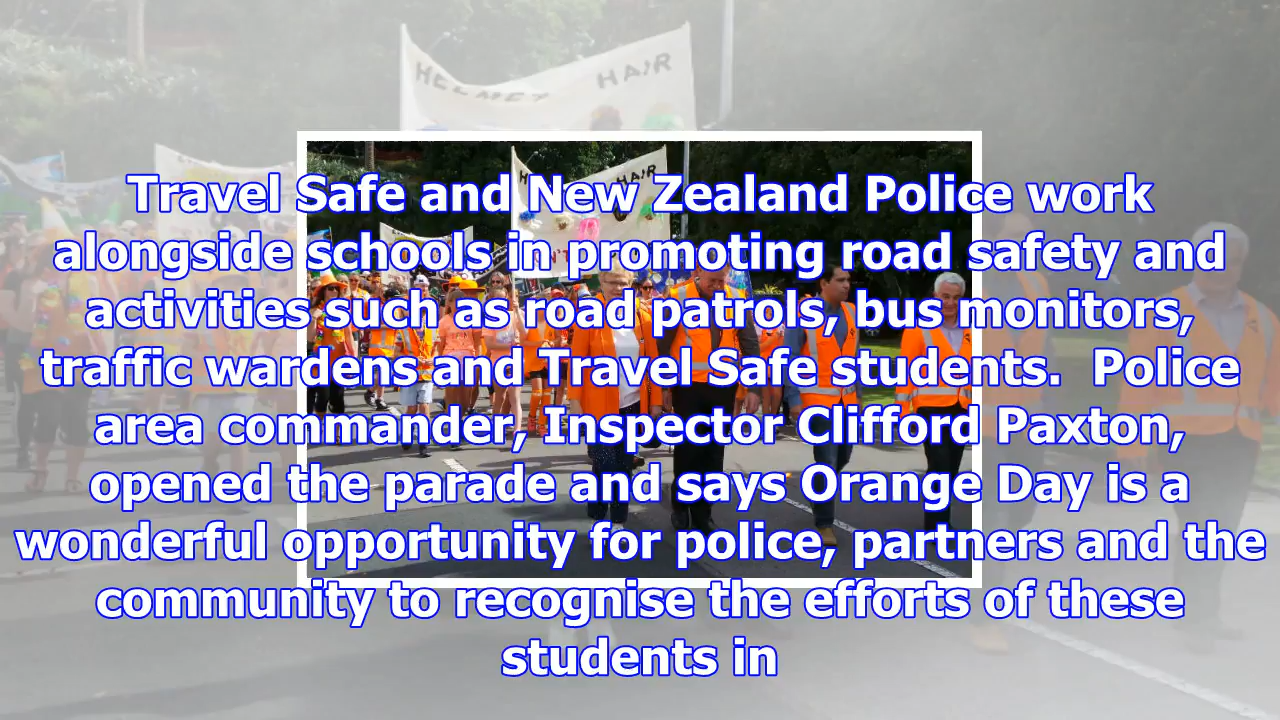 HELMET HAIR
HAIR
Travel Safe and New Zealand Police work
alongside schools in promoting road safety and
activities such as road patrols, bus monitors,
traffic wardens and Travel Safe students.  Police
area commander, Inspector Clifford Paxton,
opened the parade and says Orange Day is a
wonderful opportunity for police, partners and the
community to recognise the efforts of these
students in